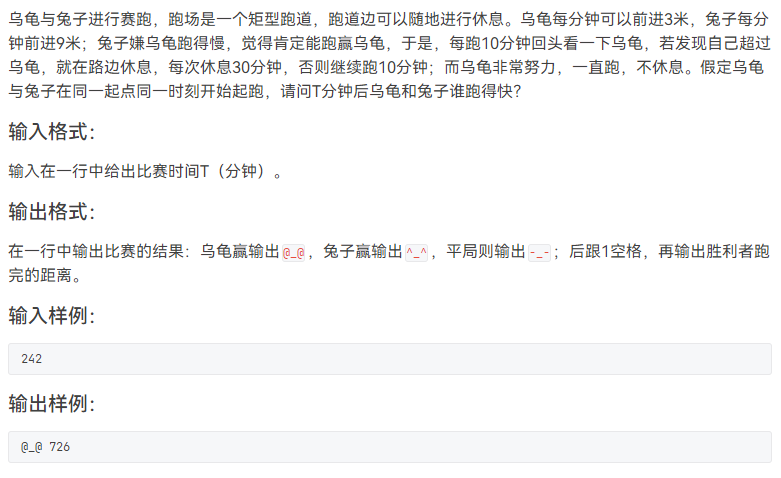 乌龟与兔子进行赛跑，跑场是一个矩型跑道，跑道边可以随地进行休息。乌龟每分钟可以前进3米，兔子每分
钟前进9米；兔子嫌乌龟跑得慢，觉得肯定能跑赢乌龟，于是，每跑10分钟回头看一下乌龟，若发现自己超过
乌龟，就在路边休息，每次休息30分钟，否则继续跑10分钟；而乌龟非常努力，一直跑，不休息。假定乌龟
与兔子在同一起点同一时刻开始起跑，请问T分钟后乌龟和兔子谁跑得快？
输入格式：
输入在一行中给出比赛时间T（分钟）。
输出格式：
在一行中输出比赛的结果：乌龟赢输出@_@，兔子赢输出^_^，平局则输出-_-；后跟1空格，再输出胜利者跑
完的距离。
输入样例：
242
输出样例：
@_@ 726